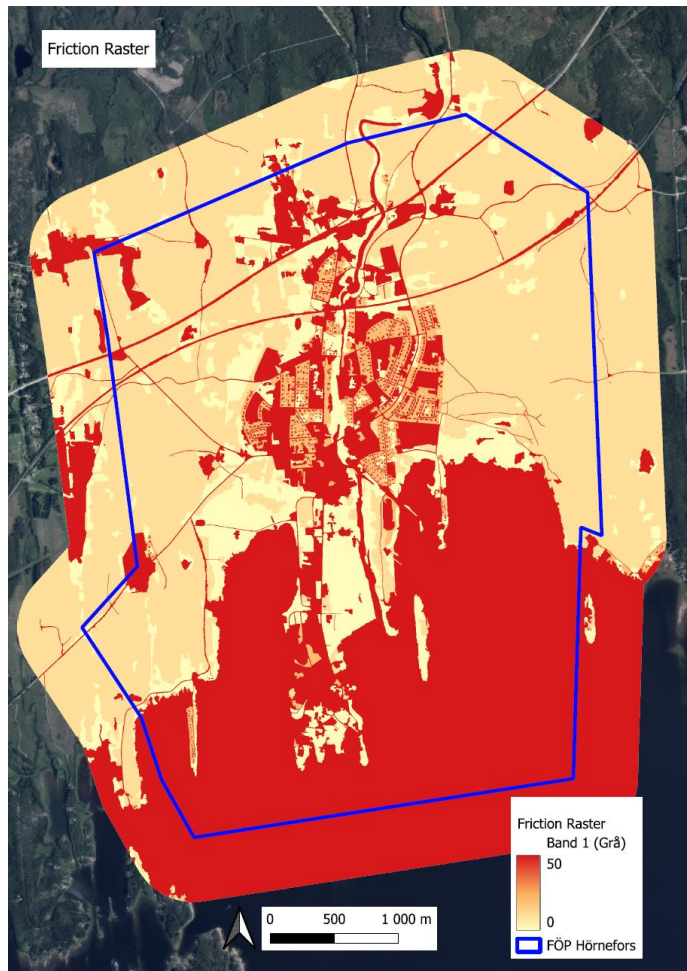 Friction Raster
Friction Raster
Band 1 (Grå)
50
0
FÖP Hörnefors
0 500 1 000 m